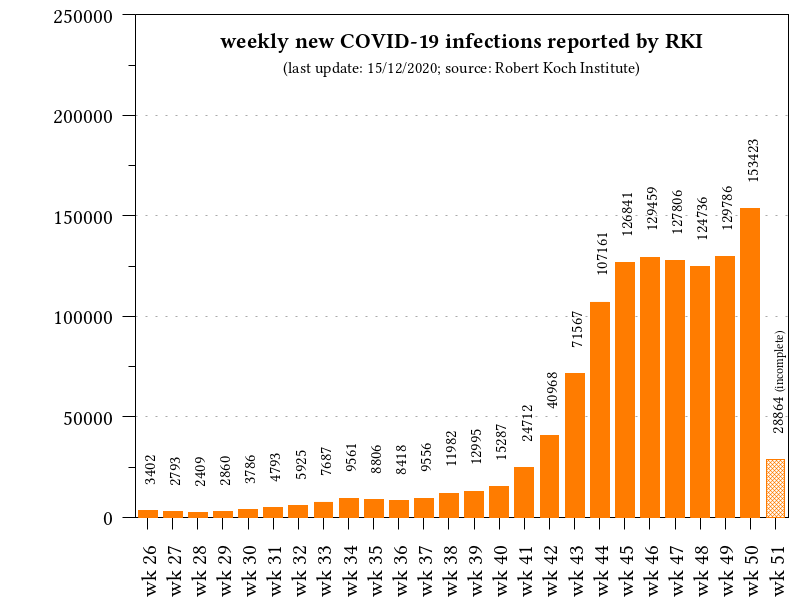 weekly new COVID-19 infections reported by RKI
(last update: 15/12/2020; source: Robert Koch Institute)
250000
200000
150000
100000
50000
0
3402
2793
2409
2860
3786
4793
5925
7687
9561
8806
8418
9556
11982
12995
15287
24712
40968
71567
107161
126841
129459
127806
124736
129786
153423
28864 (incomplete)
wk 26
wk 27
wk 28
wk 29
wk 30
wk 31
wk 32
wk 33
wk 34
wk 35
wk 36
wk 37
wk 38
wk 39
wk 40
wk 41
wk 42
wk 43
wk 44
wk 45
wk 46
wk 47
wk 48
wk 49
wk 50
wk 51